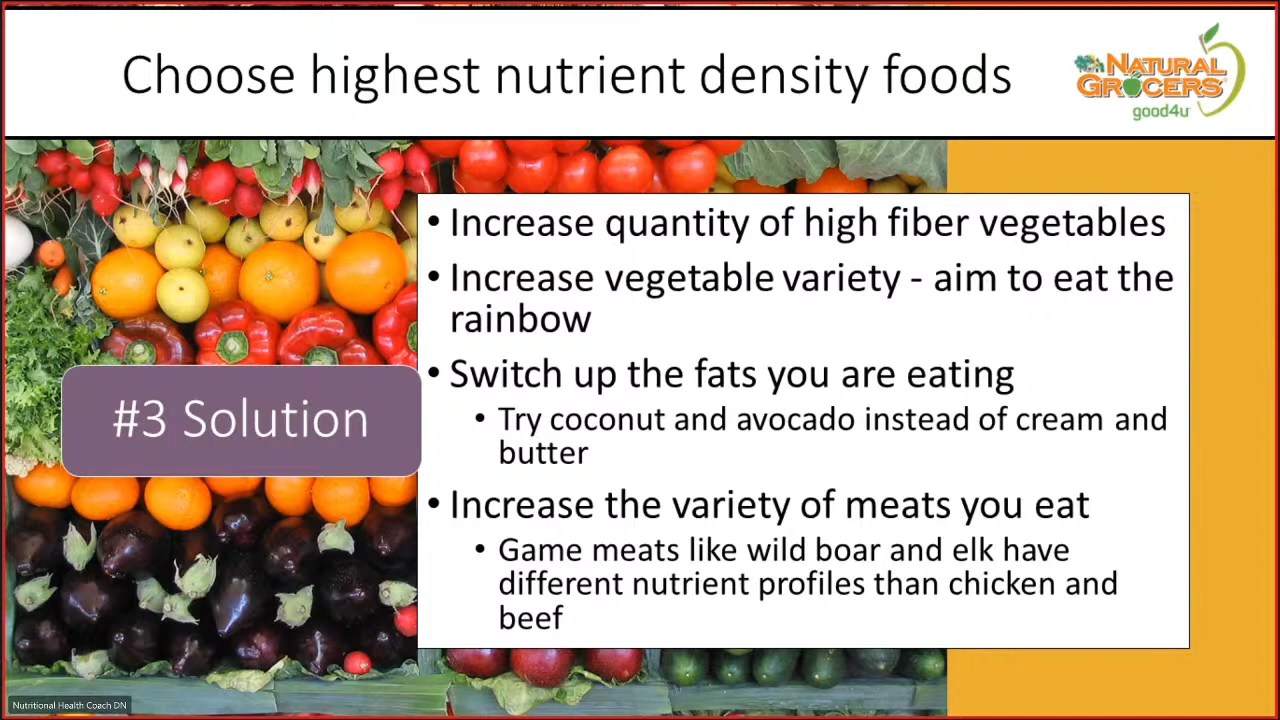 Choose highest nutrient density foods
NATURAL
GROCERS
good4u
• Increase quantity of high fiber vegetables
• Increase vegetable variety - aim to eat the
rainbow
• Switch up the fats you are eating
• Try coconut and avocado instead of cream and
butter
• Increase the variety of meats you eat
• Game meats like wild boar and elk have
different nutrient profiles than chicken and
beef
#3 Solution
Nutritional Health Coach DN